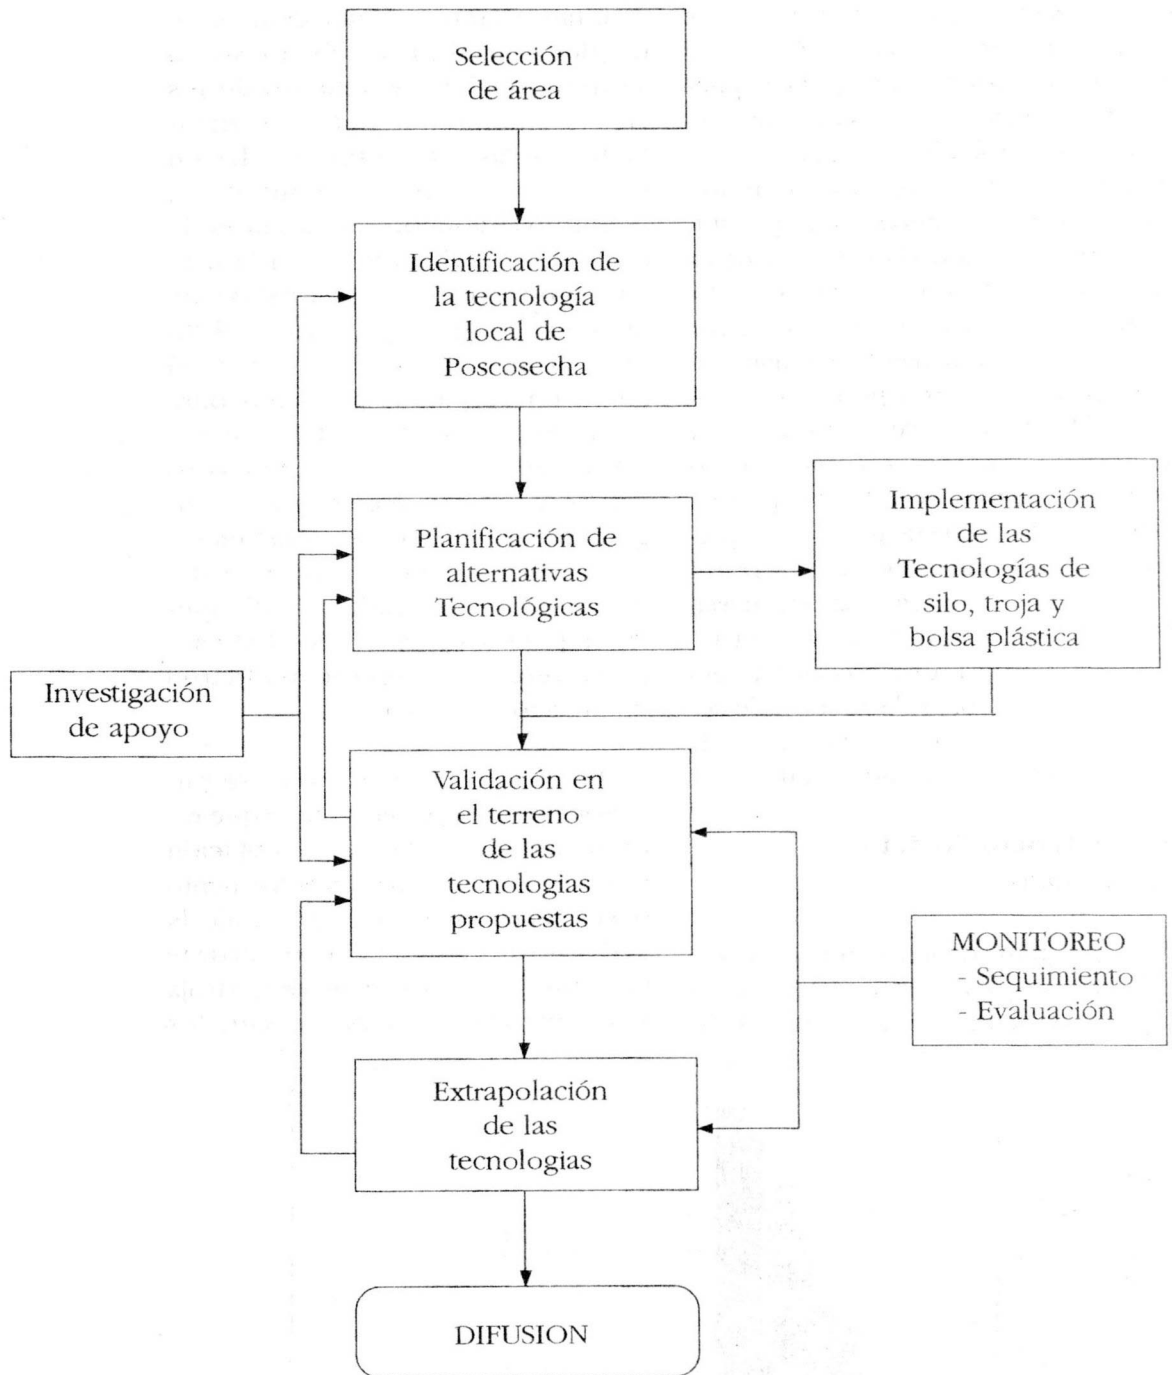 Selección
de área
Identificación de
la tecnología
local de
Poscosecha
Planificación de
alternativas
Tecnológicas
Implementación
de las
Tecnologías de
silo, troja y
bolsa plástica
Investigación
de apoyo
Validación en
el terreno
de las
tecnologias
propuestas
MONITOREO
- Sequimiento
- Evaluación
Extrapolación
de las
tecnologias
DIFUSION